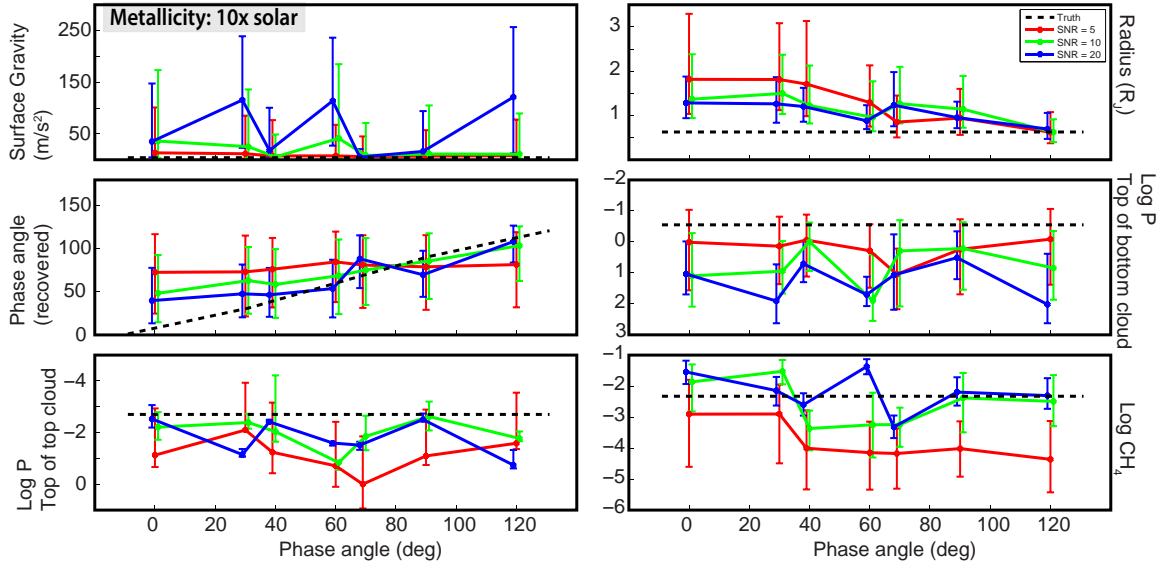 Metallicity: 10x solar
250
150
50
Surface Gravity
(m/s²)
3
2
1
Radius (R_J)
Truth
SNR = 5
SNR = 10
SNR = 20
150
100
50
0
Phase angle
(recovered)
−2
−1
0
1
2
3
Log P
Top of bottom cloud
−4
−2
0
Log P
Top of top cloud
−1
−2
−3
−4
−5
−6
Log CH₄
0 20 40 60 80 100 120
Phase angle (deg)
0 20 40 60 80 100 120
Phase angle (deg)